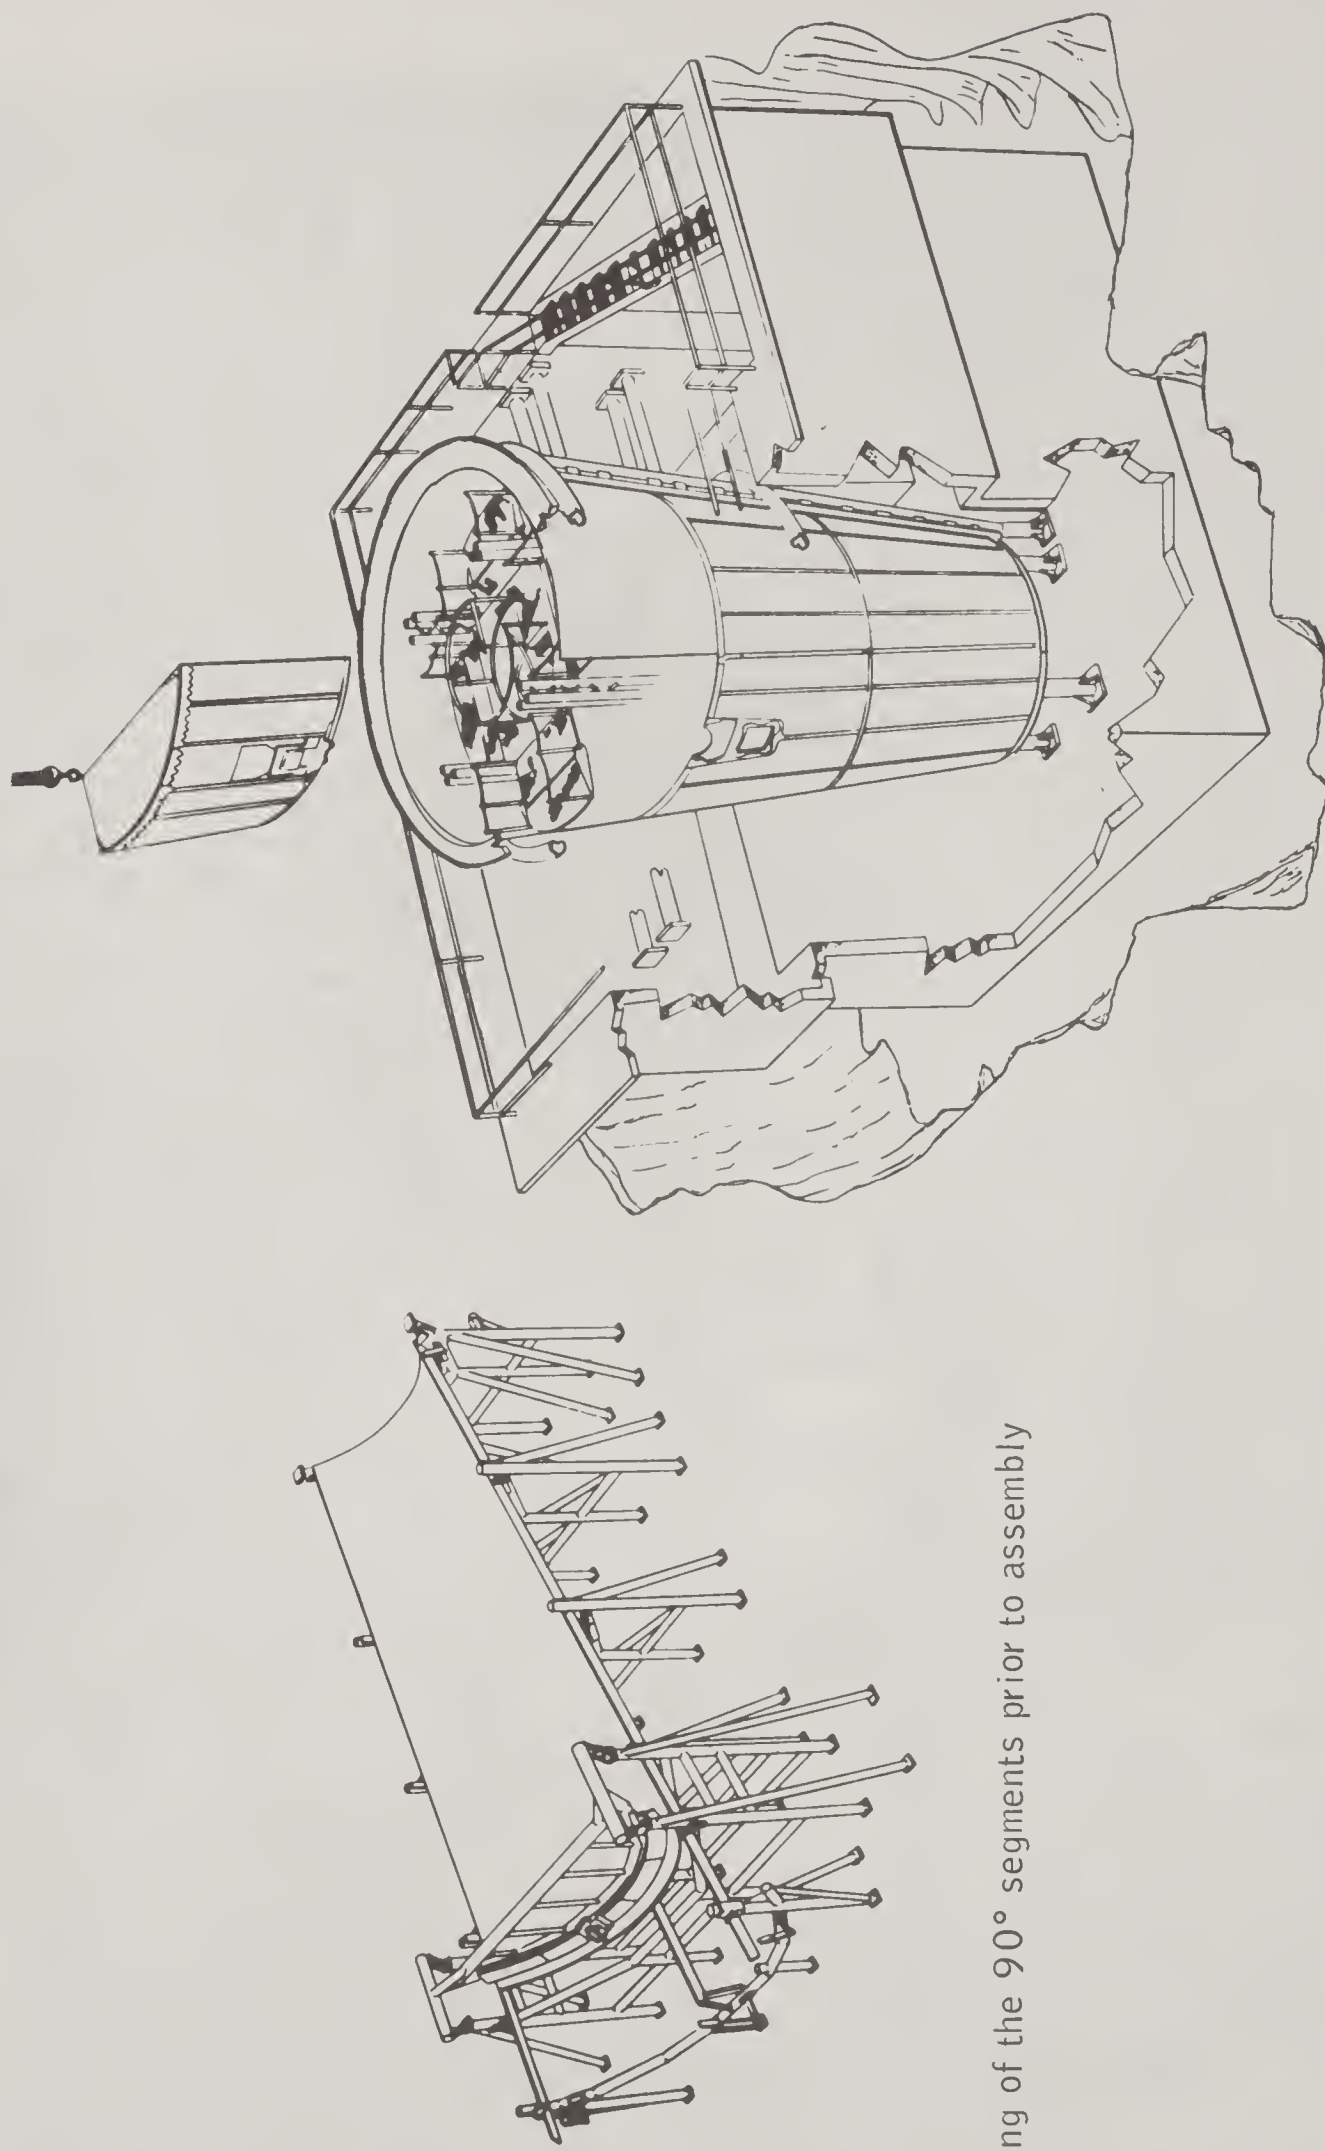 ng of the 90° segments prior to assembly